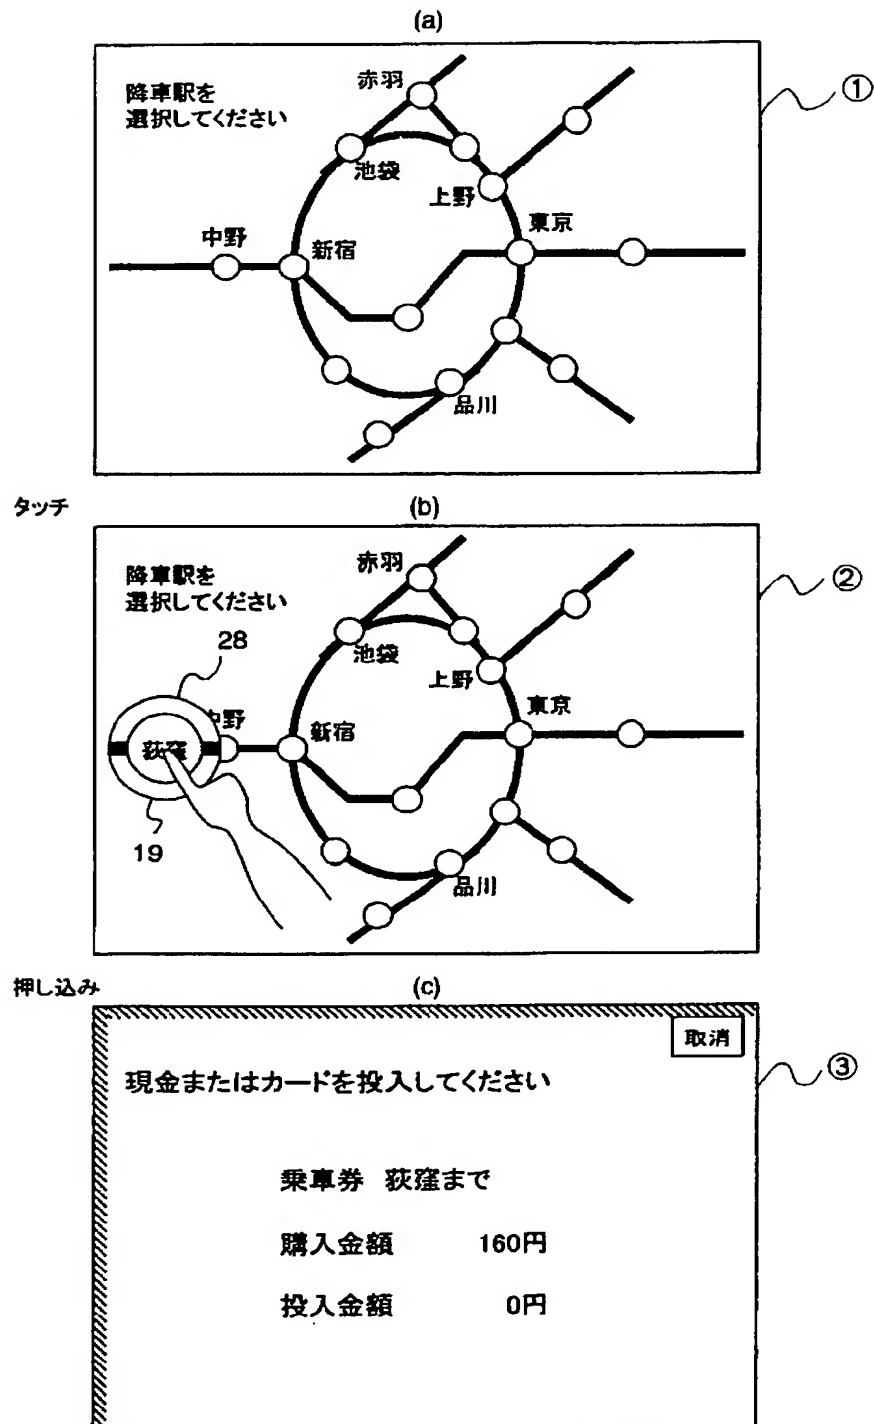 (a)
①
降車駅を
選択してください
赤羽
池袋
上野
東京
中野
新宿
品川
タッチ
(b)
②
降車駅を
選択してください
赤羽
池袋
28
上野
東京
中野
新宿
荻窪
19
品川
押し込み
(c)
③
取消
現金またはカードを投入してください
乗車券 荻窪まで
購入金額 160円
投入金額 0円